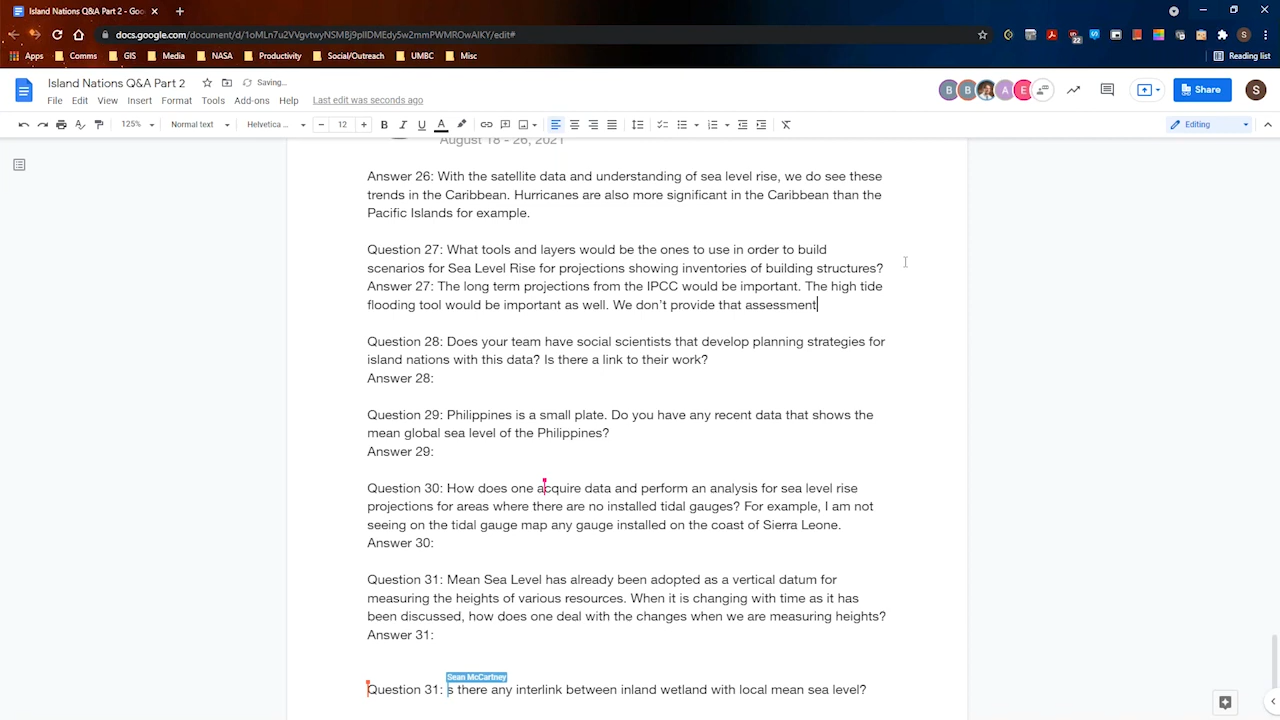 Island Nations Q&A Part 2 - Goo
docs.google.com/document/d/1oMLn7u2VVgvtwyNSMBj9pllDMEdy5w2mmPWMROwAlKY/edit#
Apps Comms GIS Media NASA Productivity Social/Outreach UMBC Misc Reading list
Island Nations Q&A Part 2 Saving...
File Edit View Insert Format Tools Add-ons Help Last edit was seconds ago
B B A E Share S
125% Normal text Helvetica ... 12 B I U A Editing
August 18 - 26, 2021
Answer 26: With the satellite data and understanding of sea level rise, we do see these
trends in the Caribbean. Hurricanes are also more significant in the Caribbean than the
Pacific Islands for example.
Question 27: What tools and layers would be the ones to use in order to build
scenarios for Sea Level Rise for projections showing inventories of building structures?
Answer 27: The long term projections from the IPCC would be important. The high tide
flooding tool would be important as well. We don't provide that assessment
Question 28: Does your team have social scientists that develop planning strategies for
island nations with this data? Is there a link to their work?
Answer 28:
Question 29: Philippines is a small plate. Do you have any recent data that shows the
mean global sea level of the Philippines?
Answer 29:
Question 30: How does one acquire data and perform an analysis for sea level rise
projections for areas where there are no installed tidal gauges? For example, I am not
seeing on the tidal gauge map any gauge installed on the coast of Sierra Leone.
Answer 30:
Question 31: Mean Sea Level has already been adopted as a vertical datum for
measuring the heights of various resources. When it is changing with time as it has
been discussed, how does one deal with the changes when we are measuring heights?
Answer 31:
Sean McCartney
Question 31: s there any interlink between inland wetland with local mean sea level?